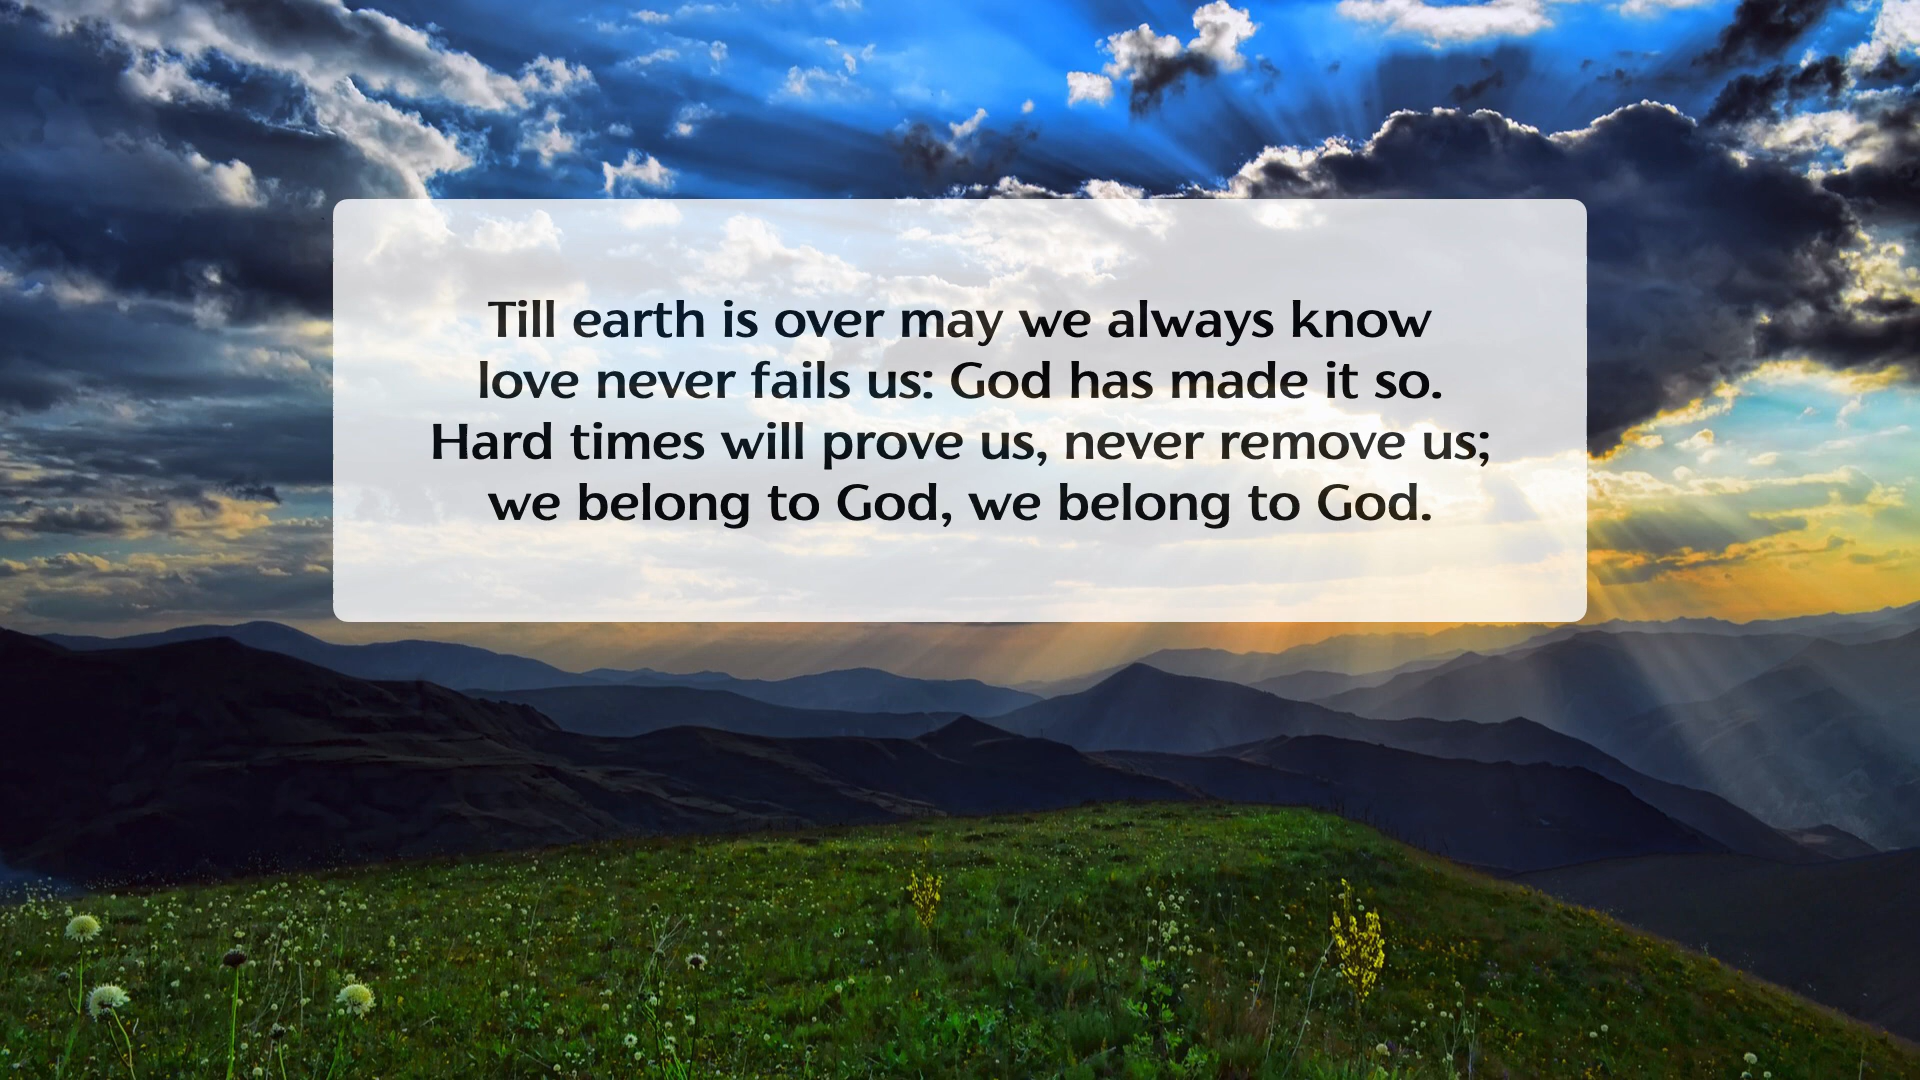 Till earth is over may we always know
love never fails us: God has made it so.
Hard times will prove us, never remove us;
we belong to God, we belong to God.